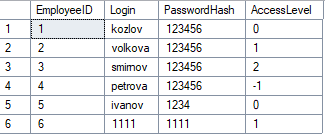 EmployeeID Login PasswordHash AccessLevel
1 1 kozlov 123456 0
2 2 volkova 123456 1
3 3 smirnov 123456 2
4 4 petrova 123456 -1
5 5 ivanov 1234 0
6 6 1111 1111 1